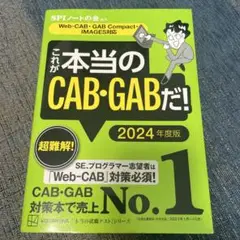 SPIノートの会
Web-CAB・GAB Compact・
IMAGES対応
これが
本当の
CAB・GABだ!
2024年度版
超難解!
SE、プログラマー志望者は
「Web-CAB」対策必須!
CAB・GAB
対策本で売上
No.1